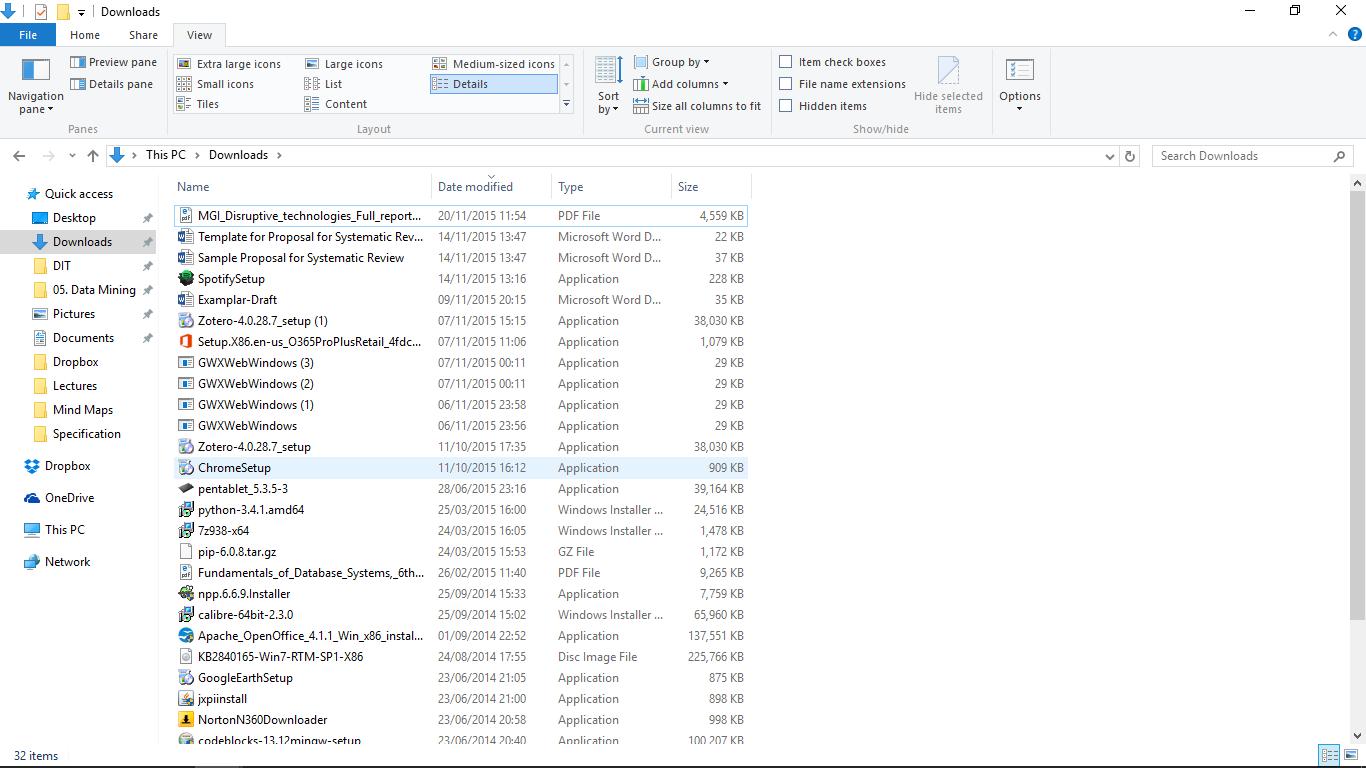 Downloads
File Home Share View
Navigation pane
Preview pane
Details pane
Panes
Extra large icons Large icons Medium-sized icons
Small icons List Details
Tiles Content
Layout
Sort by
Group by
Add columns
Size all columns to fit
Current view
Item check boxes
File name extensions
Hidden items
Hide selected items
Show/hide
Options
This PC Downloads
Search Downloads
Quick access
Desktop
Downloads
DIT
05. Data Mining
Pictures
Documents
Dropbox
Lectures
Mind Maps
Specification
Dropbox
OneDrive
This PC
Network
Name Date modified Type Size
MGI_Disruptive_technologies_Full_report... 20/11/2015 11:54 PDF File 4,559 KB
Template for Proposal for Systematic Rev... 14/11/2015 13:47 Microsoft Word D... 22 KB
Sample Proposal for Systematic Review 14/11/2015 13:47 Microsoft Word D... 37 KB
SpotifySetup 14/11/2015 13:16 Application 228 KB
Examplar-Draft 09/11/2015 20:15 Microsoft Word D... 35 KB
Zotero-4.0.28.7_setup (1) 07/11/2015 15:15 Application 38,030 KB
Setup.X86.en-us_O365ProPlusRetail_4fdc... 07/11/2015 11:06 Application 1,079 KB
GWXWebWindows (3) 07/11/2015 00:11 Application 29 KB
GWXWebWindows (2) 07/11/2015 00:11 Application 29 KB
GWXWebWindows (1) 06/11/2015 23:58 Application 29 KB
GWXWebWindows 06/11/2015 23:56 Application 29 KB
Zotero-4.0.28.7_setup 11/10/2015 17:35 Application 38,030 KB
ChromeSetup 11/10/2015 16:12 Application 909 KB
pentablet_5.3.5-3 28/06/2015 23:16 Application 39,164 KB
python-3.4.1.amd64 25/03/2015 16:00 Windows Installer ... 24,516 KB
7z938-x64 24/03/2015 16:05 Windows Installer ... 1,478 KB
pip-6.0.8.tar.gz 24/03/2015 15:53 GZ File 1,172 KB
Fundamentals_of_Database_Systems,_6th... 26/02/2015 11:40 PDF File 9,265 KB
npp.6.6.9.Installer 25/09/2014 15:33 Application 7,759 KB
calibre-64bit-2.3.0 25/09/2014 15:02 Windows Installer ... 65,960 KB
Apache_OpenOffice_4.1.1_Win_x86_instal... 01/09/2014 22:52 Application 137,551 KB
KB2840165-Win7-RTM-SP1-X86 24/08/2014 17:55 Disc Image File 225,766 KB
GoogleEarthSetup 23/06/2014 21:05 Application 875 KB
jxpiinstall 23/06/2014 21:00 Application 898 KB
NortonN360Downloader 23/06/2014 20:58 Application 998 KB
codeblocks-13.12mingw-setup 23/06/2014 20:40 Application 100,207 KB
32 items